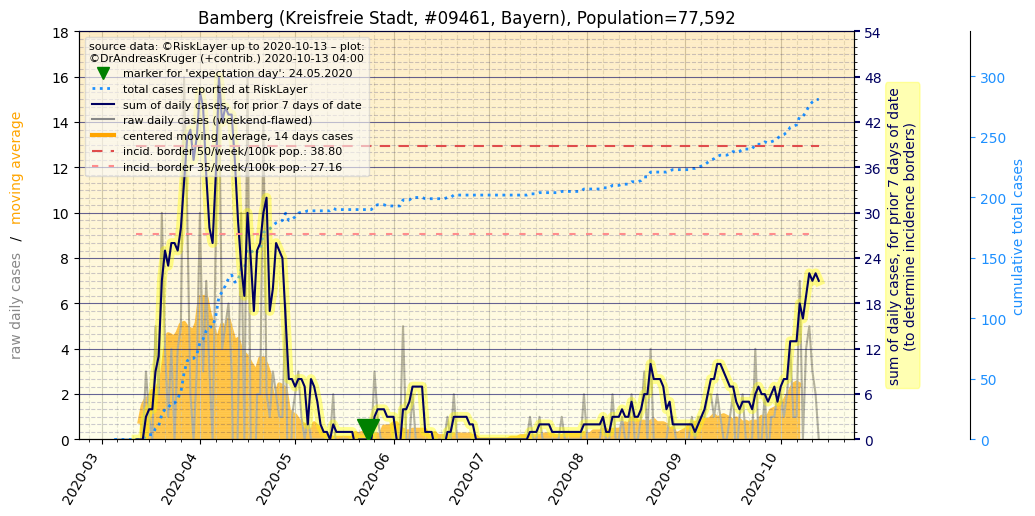 Bamberg (Kreisfreie Stadt, #09461, Bayern), Population=77,592
source data: ©RiskLayer up to 2020-10-13 – plot:
©DrAndreasKruger (+contrib.) 2020-10-13 04:00
marker for 'expectation day': 24.05.2020
total cases reported at RiskLayer
sum of daily cases, for prior 7 days of date
raw daily cases (weekend-flawed)
centered moving average, 14 days cases
incid. border 50/week/100k pop.: 38.80
incid. border 35/week/100k pop.: 27.16
raw daily cases / moving average
18
16
14
12
10
8
6
4
2
0
54
48
42
36
30
24
18
12
6
0
sum of daily cases, for prior 7 days of date
(to determine incidence borders)
300
250
200
150
100
50
0
cumulative total cases
2020-03
2020-04
2020-05
2020-06
2020-07
2020-08
2020-09
2020-10